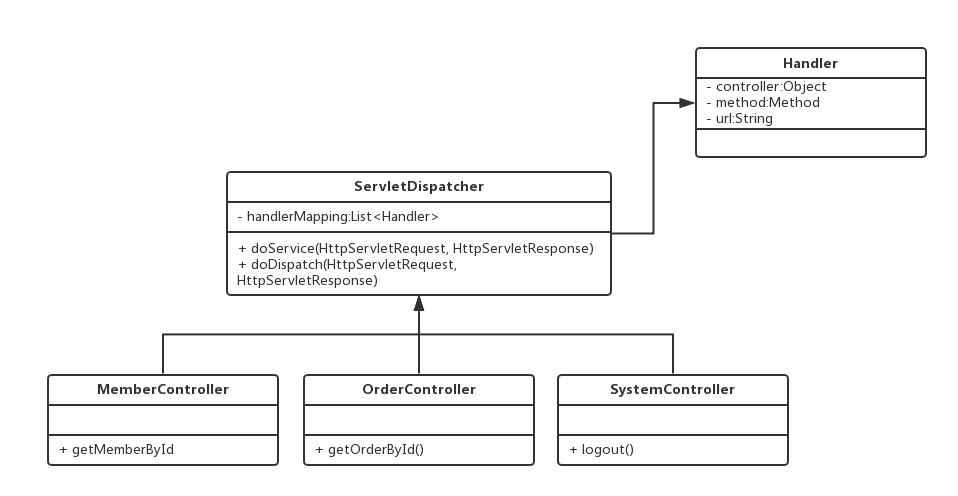 Handler
- controller:Object
- method:Method
- url:String
ServletDispatcher
- handlerMapping:List<Handler>
+ doService(HttpServletRequest, HttpServletResponse)
+ doDispatch(HttpServletRequest,
HttpServletResponse)
MemberController
+ getMemberById
OrderController
+ getOrderById()
SystemController
+ logout()